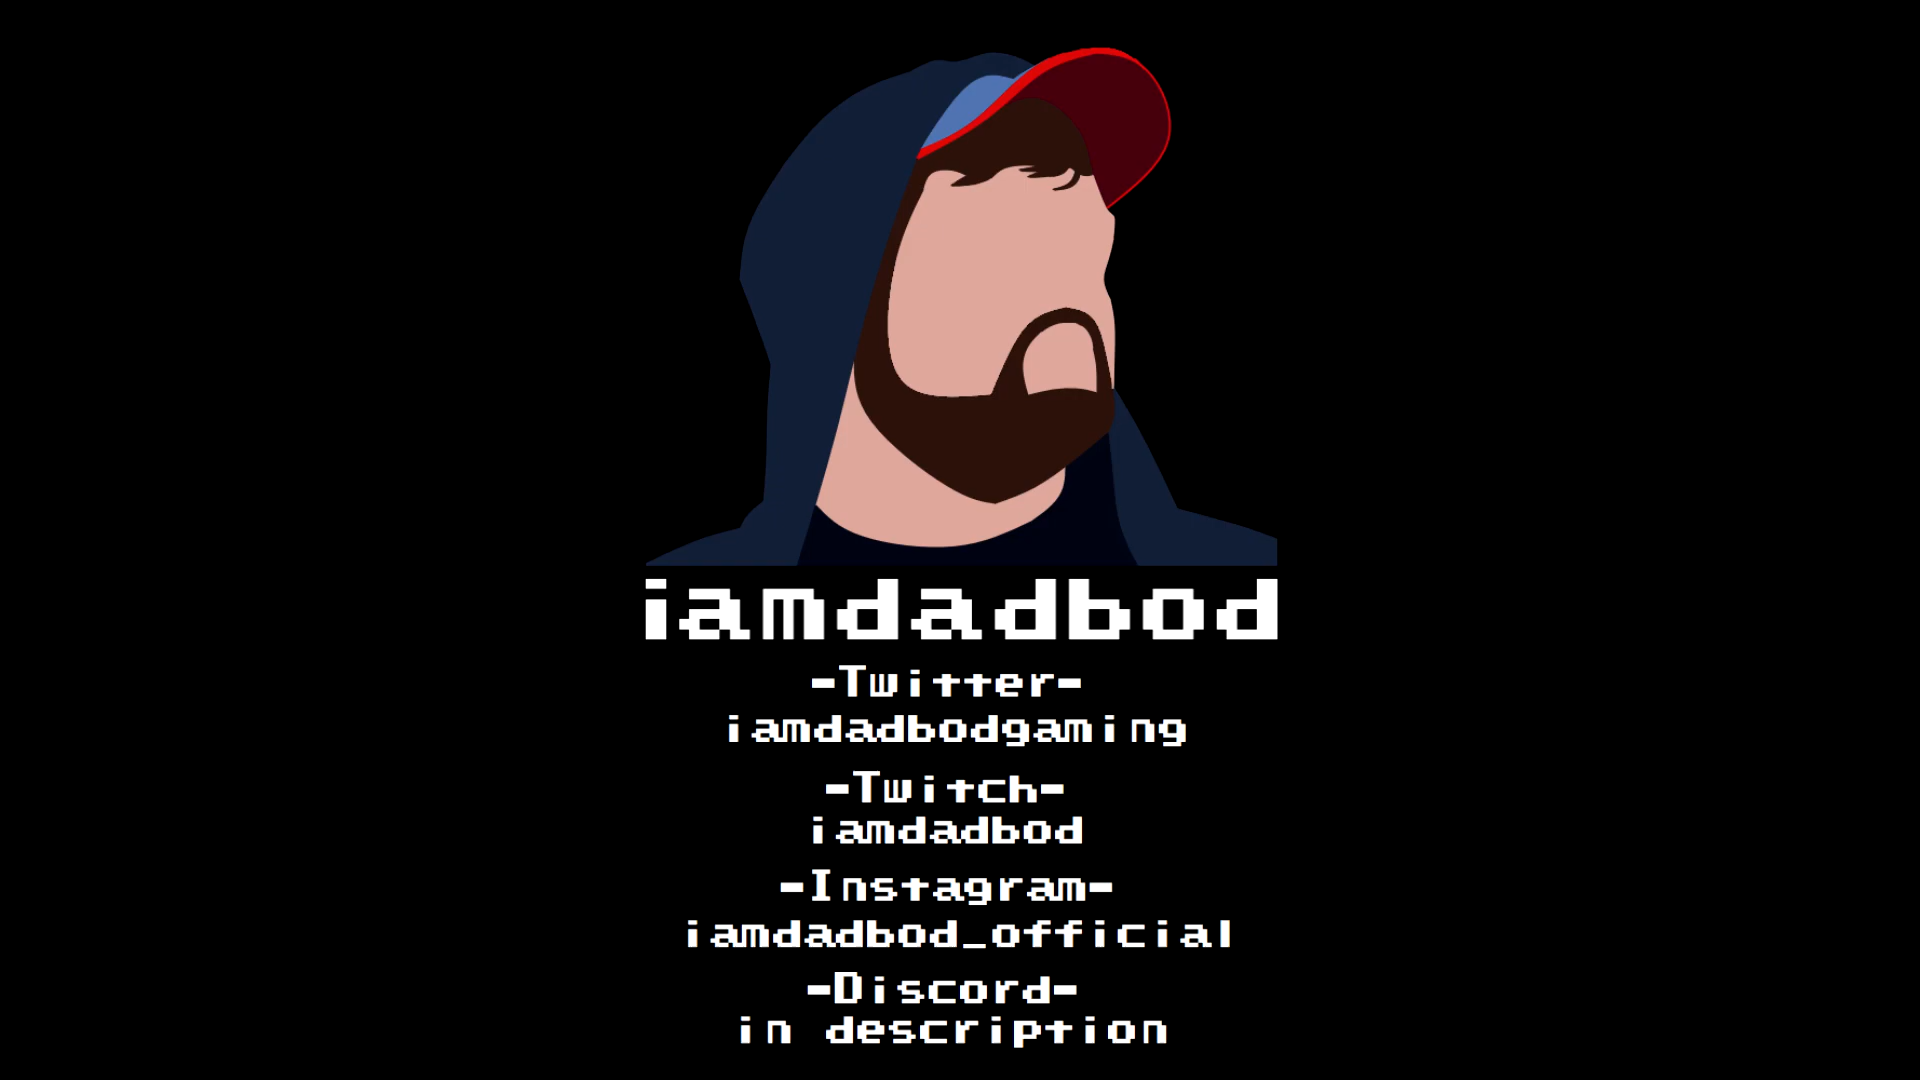 iamdadbod
-Twitter-
iamdadbodgaming
-Twitch-
iamdadbod
-Instagram-
iamdadbod_official
-Discord-
in description